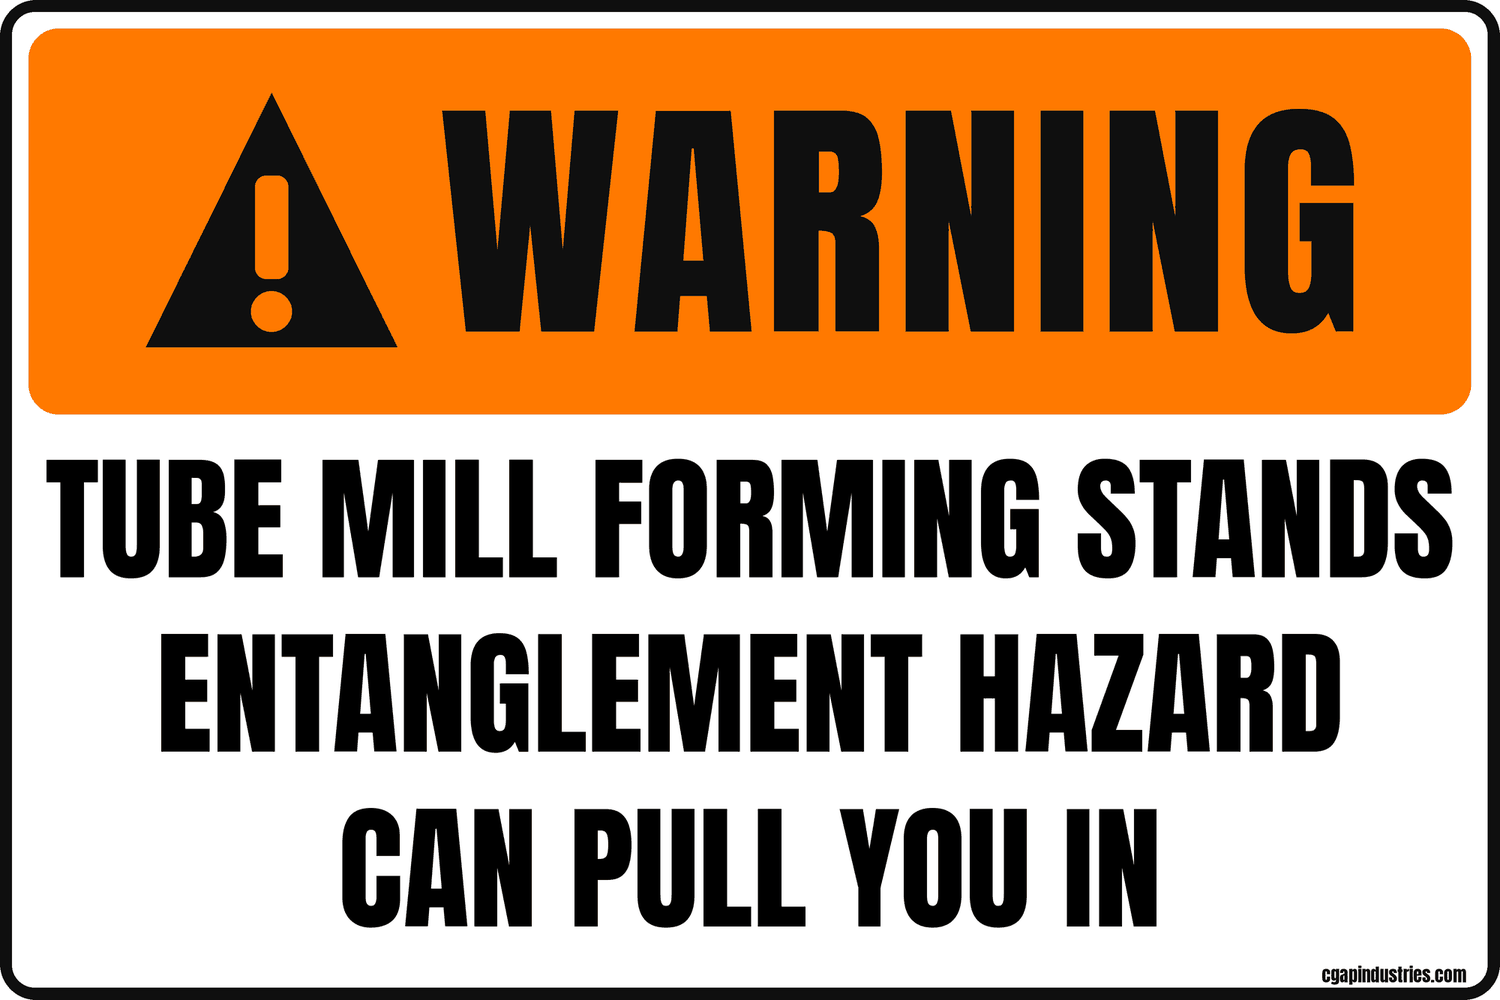 WARNING
TUBE MILL FORMING STANDS
ENTANGLEMENT HAZARD
CAN PULL YOU IN
cgapindustries.com